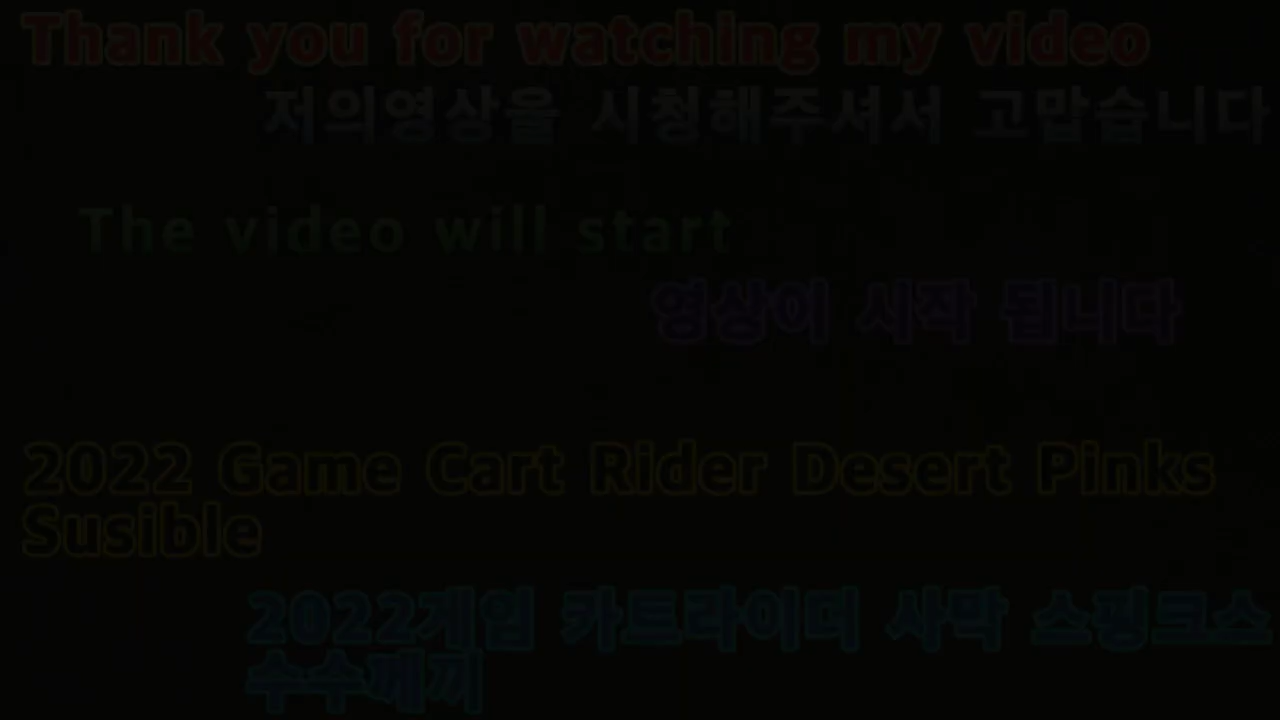 Thank you for watching my video
저의영상을 시청해주셔서 고맙습니다
The video will start
영상이 시작 됩니다
2022 Game Cart Rider Desert Pinks
Susible
2022게임 카트라이더 사막 스핑크스
수수께끼